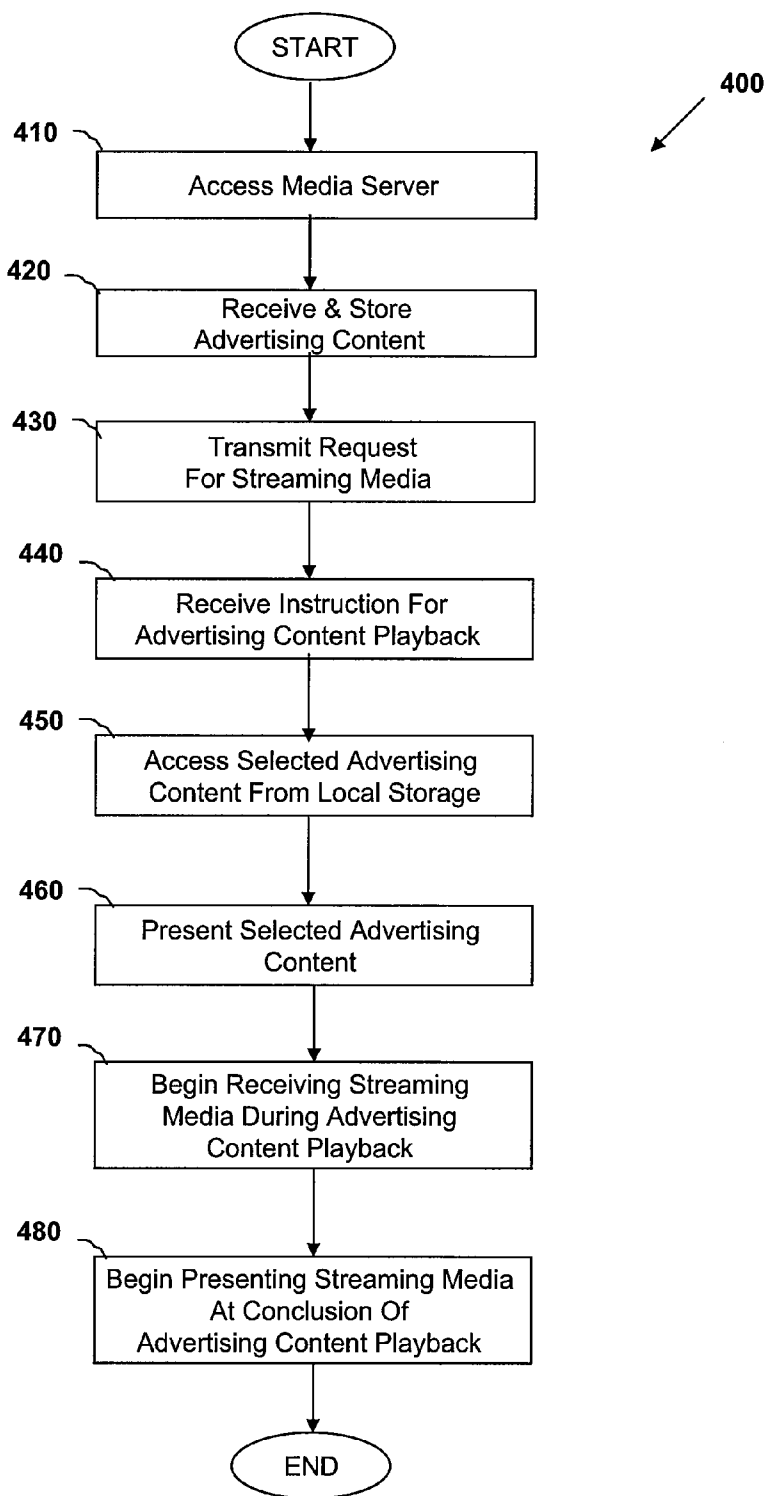 START
400
410
Access Media Server
420
Receive & Store
Advertising Content
430
Transmit Request
For Streaming Media
440
Receive Instruction For
Advertising Content Playback
450
Access Selected Advertising
Content From Local Storage
460
Present Selected Advertising
Content
470
Begin Receiving Streaming
Media During Advertising
Content Playback
480
Begin Presenting Streaming Media
At Conclusion Of
Advertising Content Playback
END